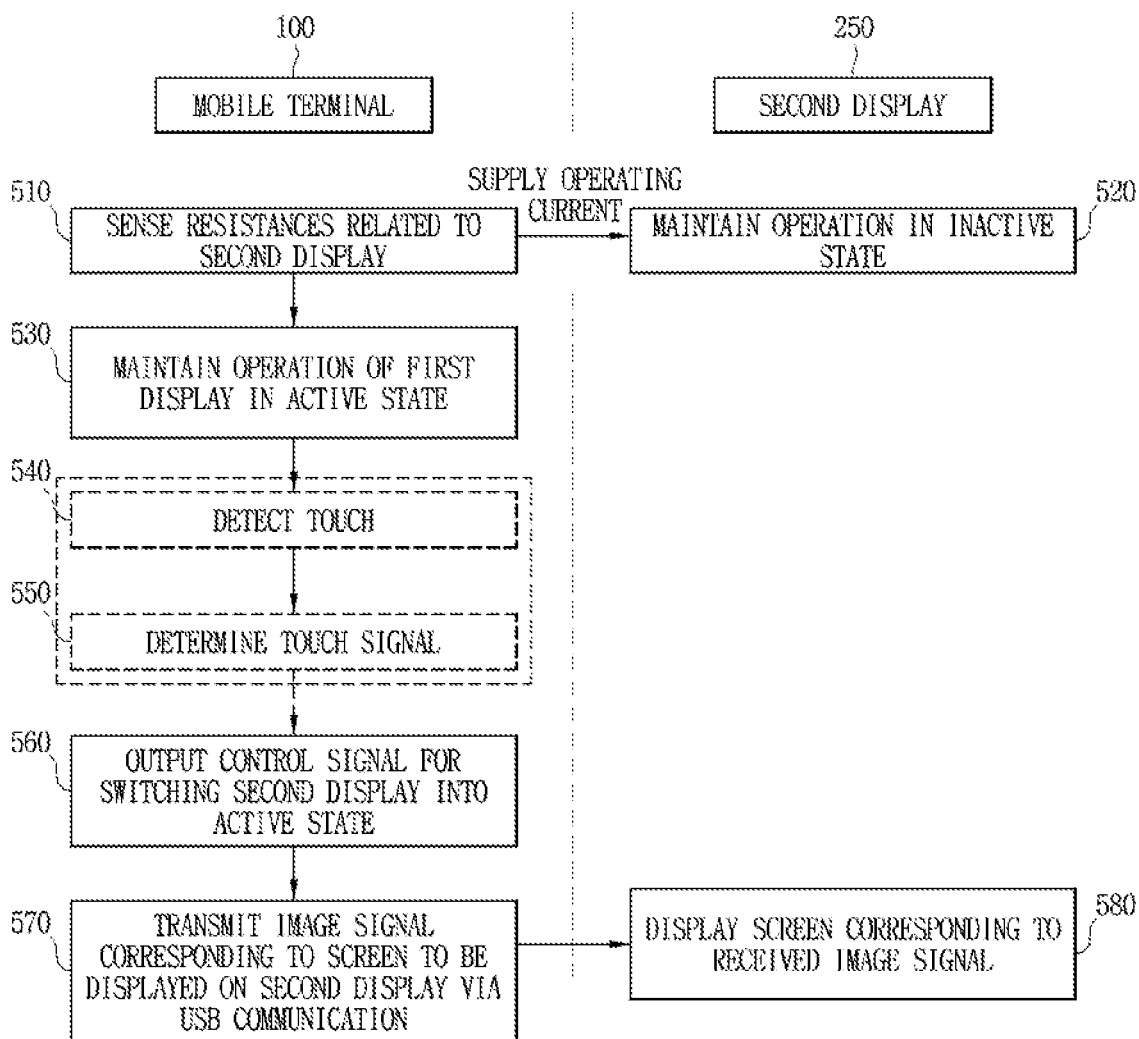 100
250
MOBILE TERMINAL
SECOND DISPLAY
510
SENSE RESISTANCES RELATED TO
SECOND DISPLAY
SUPPLY OPERATING
CURRENT
520
MAINTAIN OPERATION IN INACTIVE
STATE
530
MAINTAIN OPERATION OF FIRST
DISPLAY IN ACTIVE STATE
540
DETECT TOUCH
550
DETERMINE TOUCH SIGNAL
560
OUTPUT CONTROL SIGNAL FOR
SWITCHING SECOND DISPLAY INTO
ACTIVE STATE
570
TRANSMIT IMAGE SIGNAL
CORRESPONDING TO SCREEN TO BE
DISPLAYED ON SECOND DISPLAY VIA
USB COMMUNICATION
580
DISPLAY SCREEN CORRESPONDING TO
RECEIVED IMAGE SIGNAL